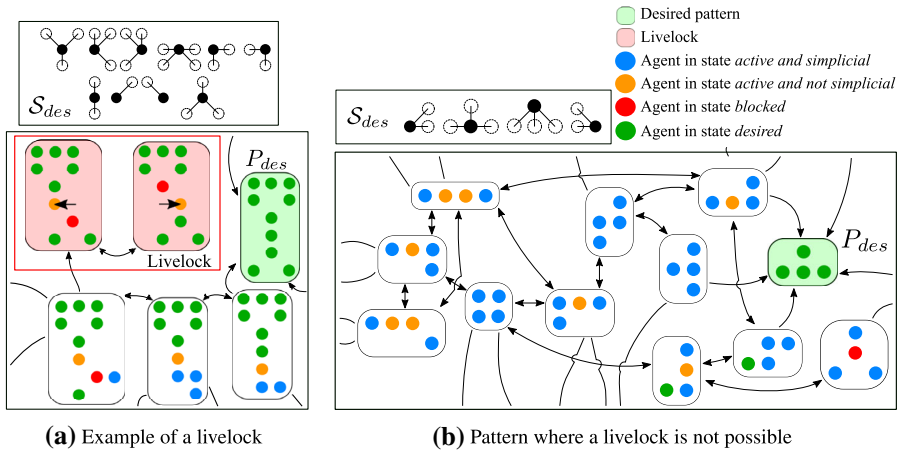 Desired pattern
Livelock
Agent in state active and simplicial
Agent in state active and not simplicial
Agent in state blocked
Agent in state desired
S_des
S_des
P_des
Livelock
P_des
(a) Example of a livelock
(b) Pattern where a livelock is not possible